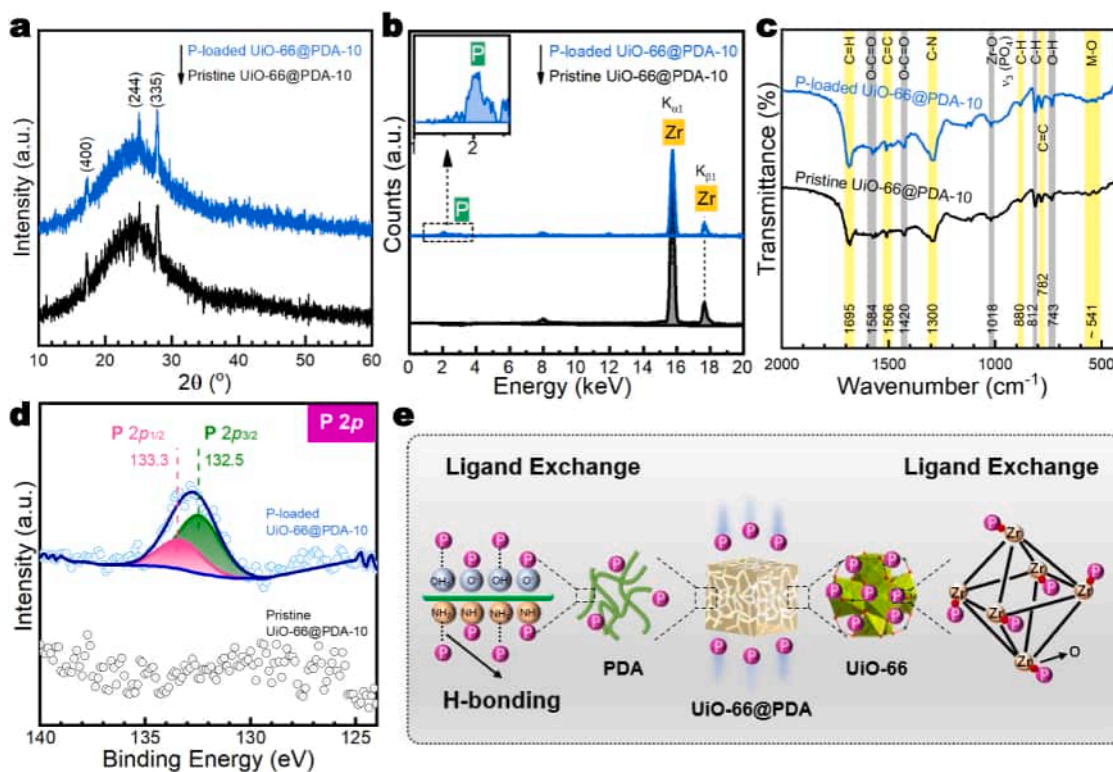 a
P-loaded UiO-66@PDA-10
Pristine UiO-66@PDA-10
(400)
(244)
(335)
Intensity (a.u.)
10 20 30 40 50 60
2θ (°)
b
P-loaded UiO-66@PDA-10
Pristine UiO-66@PDA-10
P
1 2
P
Kα1
Zr
Kβ1
Zr
Counts (a.u.)
0 2 4 6 8 10 12 14 16 18 20
Energy (keV)
c
C=H
O-C=O
C=C
O-C=O
C-N
Zr-O
ν3 (PO4)
C-H
C-H
O-H
M-O
P-loaded UiO-66@PDA-10
C=C
Pristine UiO-66@PDA-10
Transmittance (%)
1695
1584
1506
1420
1300
1018
880
812
782
743
~ 541
2000 1500 1000 500
Wavenumber (cm-1)
d
P 2p
P 2p1/2
133.3
P 2p3/2
132.5
P-loaded
UiO-66@PDA-10
Pristine
UiO-66@PDA-10
Intensity (a.u.)
140 135 130 125
Binding Energy (eV)
e
Ligand Exchange
Ligand Exchange
P P P P
OH2 O- OH O-
NH2 NH NH2 NH
P P P P
H-bonding
P P P
PDA
P P P P P P
UiO-66@PDA
P P P P P P P
UiO-66
P Zr
Zr P
Zr P
Zr P
Zr P
Zr P
O